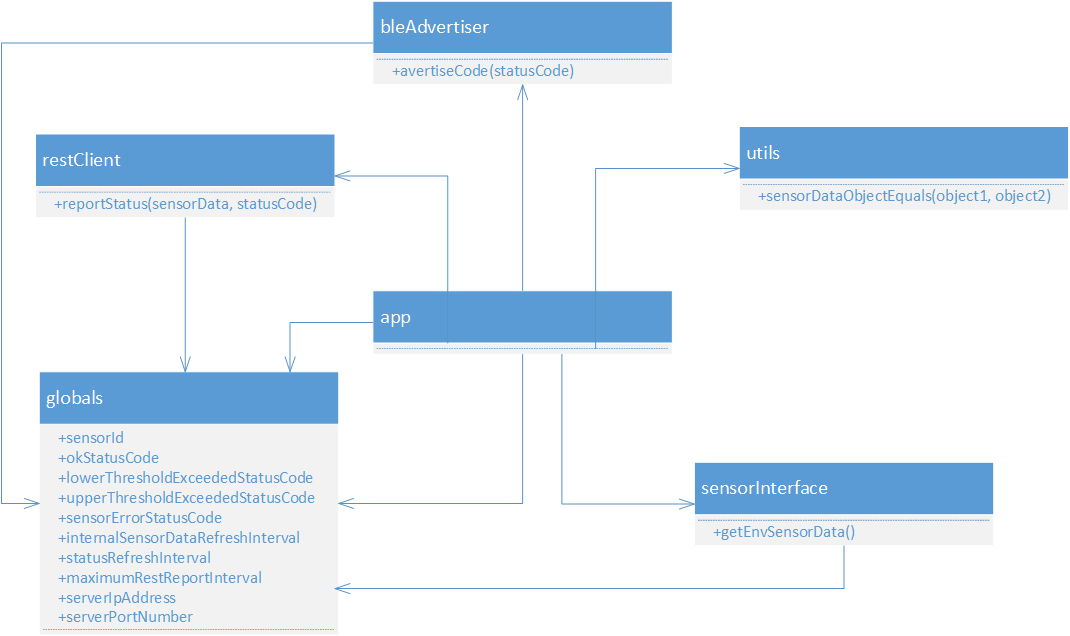 bleAdvertiser
+avertiseCode(statusCode)
restClient
+reportStatus(sensorData, statusCode)
utils
+sensorDataObjectEquals(object1, object2)
app
globals
+sensorId
+okStatusCode
+lowerThresholdExceededStatusCode
+upperThresholdExceededStatusCode
+sensorErrorStatusCode
+internalSensorDataRefreshInterval
+statusRefreshInterval
+maximumRestReportInterval
+serverIpAddress
+serverPortNumber
sensorInterface
+getEnvSensorData()